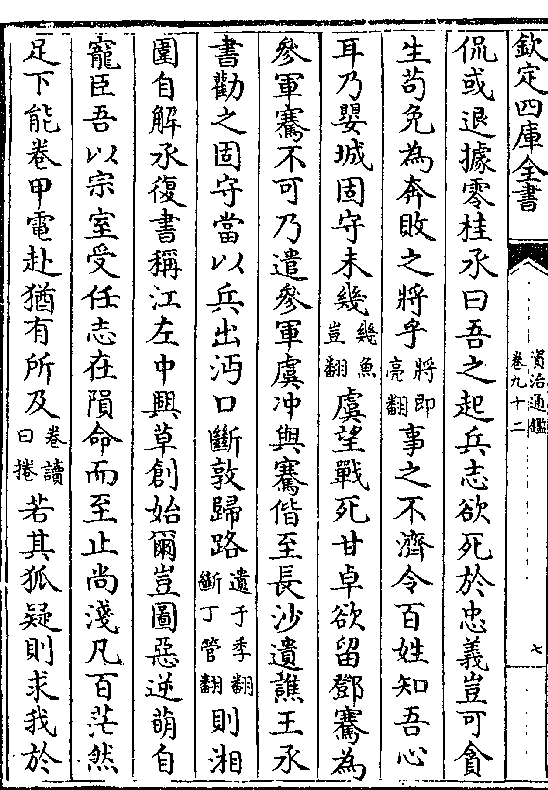 欽定四庫全書
資治通鑑
卷九十二
七
侃或退據零桂承曰吾之起兵志欲死於忠義豈可貪
生苟免為奔敗之將乎將即亮翻事之不濟令百姓知吾心
耳乃嬰城固守未幾幾魚豈翻虞望戰死甘卓欲留鄧騫為
參軍騫不可乃遣參軍虞冲與騫偕至長沙遺譙王承
書勸之固守當以兵出沔口斷敦歸路遺于季翻斷丁管翻則湘
圍自解承復書稱江左中興草創始爾豈圖惡逆萌自
寵臣吾以宗室受任志在隕命而至止尚淺凡百茫然
足下能卷甲電赴猶有所及卷讀曰捲若其狐疑則求我於